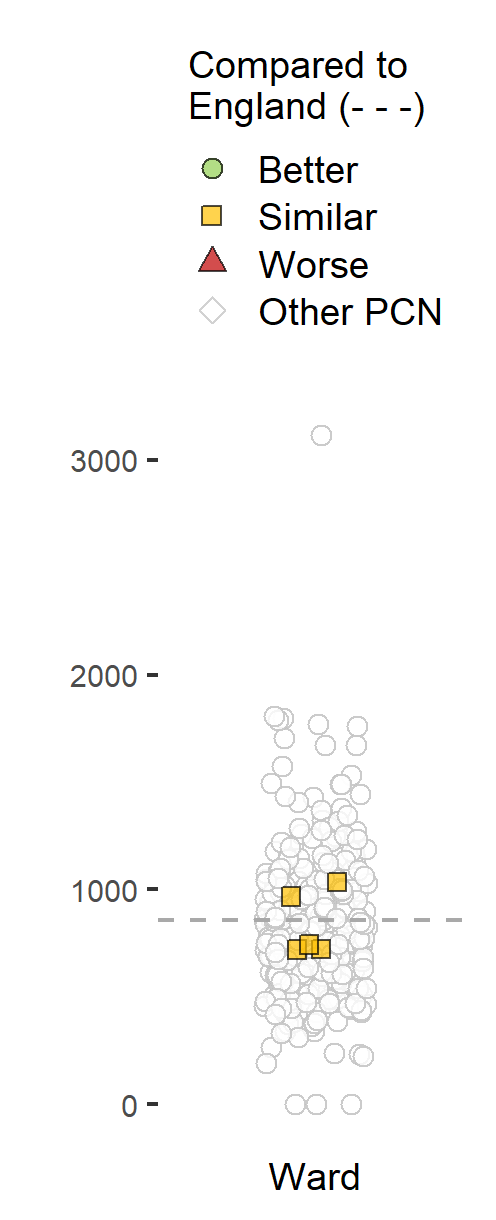 Compared to
England (- - -)
Better
Similar
Worse
Other PCN
3000
2000
1000
0
Ward